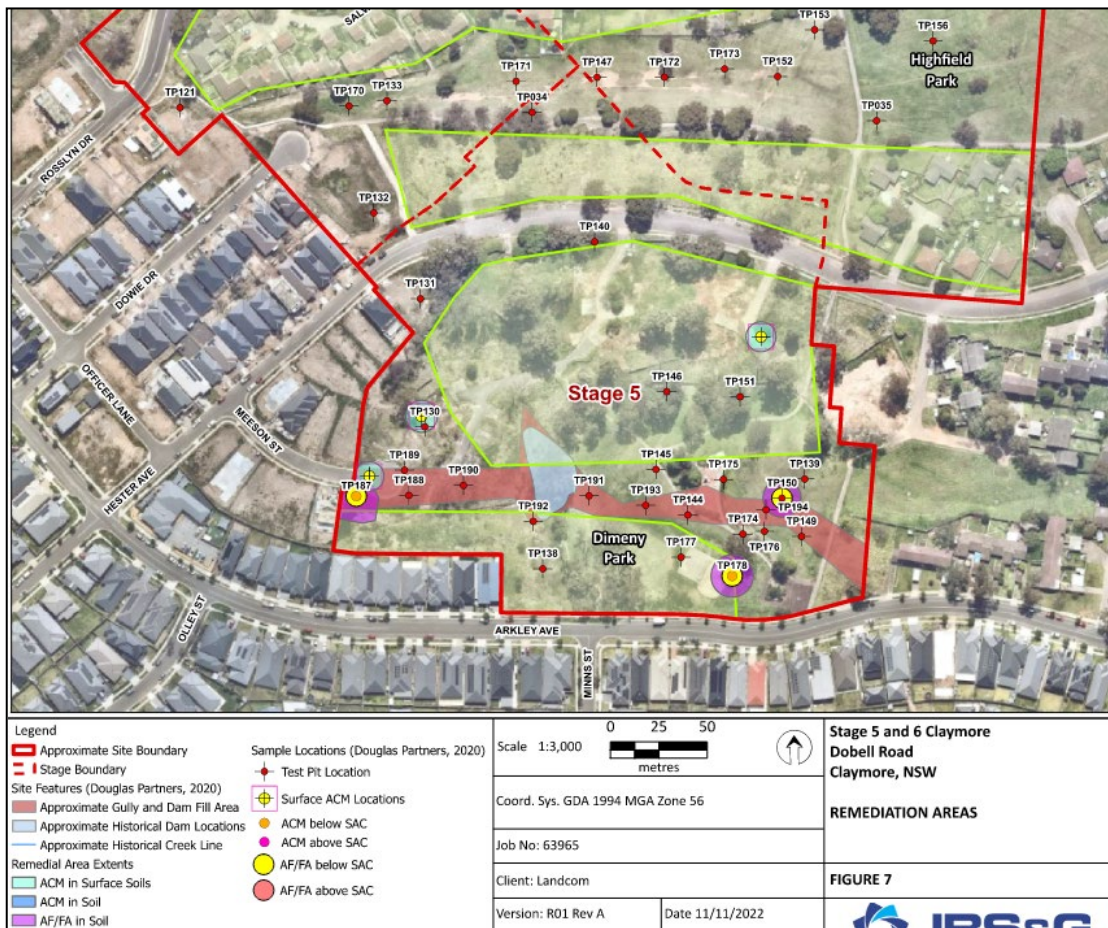 SALW
TP153
TP156
Highfield
Park
TP171
TP147
TP172
TP173
TP152
TP121
TP170
TP133
TP034
TP035
ROSSLYN DR
TP132
TP140
DOWIE DR
TP131
OFFICER LANE
Stage 5
TP146
TP151
MEESON ST
TP130
HESTER AVE
TP189
TP190
TP145
TP175
TP139
TP187
TP188
TP191
TP193
TP144
TP150
TP194
TP192
TP174
TP149
TP176
Dimeny
Park
TP138
TP177
TP178
OLLEY ST
ARKLEY AVE
MINNS ST
Legend
Approximate Site Boundary
Stage Boundary
Site Features (Douglas Partners, 2020)
Approximate Gully and Dam Fill Area
Approximate Historical Dam Locations
Approximate Historical Creek Line
Remedial Area Extents
ACM in Surface Soils
ACM in Soil
AF/FA in Soil
Sample Locations (Douglas Partners, 2020)
Test Pit Location
Surface ACM Locations
ACM below SAC
ACM above SAC
AF/FA below SAC
AF/FA above SAC
Scale 1:3,000
0 25 50
metres
Coord. Sys. GDA 1994 MGA Zone 56
Job No: 63965
Client: Landcom
Version: R01 Rev A
Date 11/11/2022
Stage 5 and 6 Claymore
Dobell Road
Claymore, NSW
REMEDIATION AREAS
FIGURE 7
JBS&G